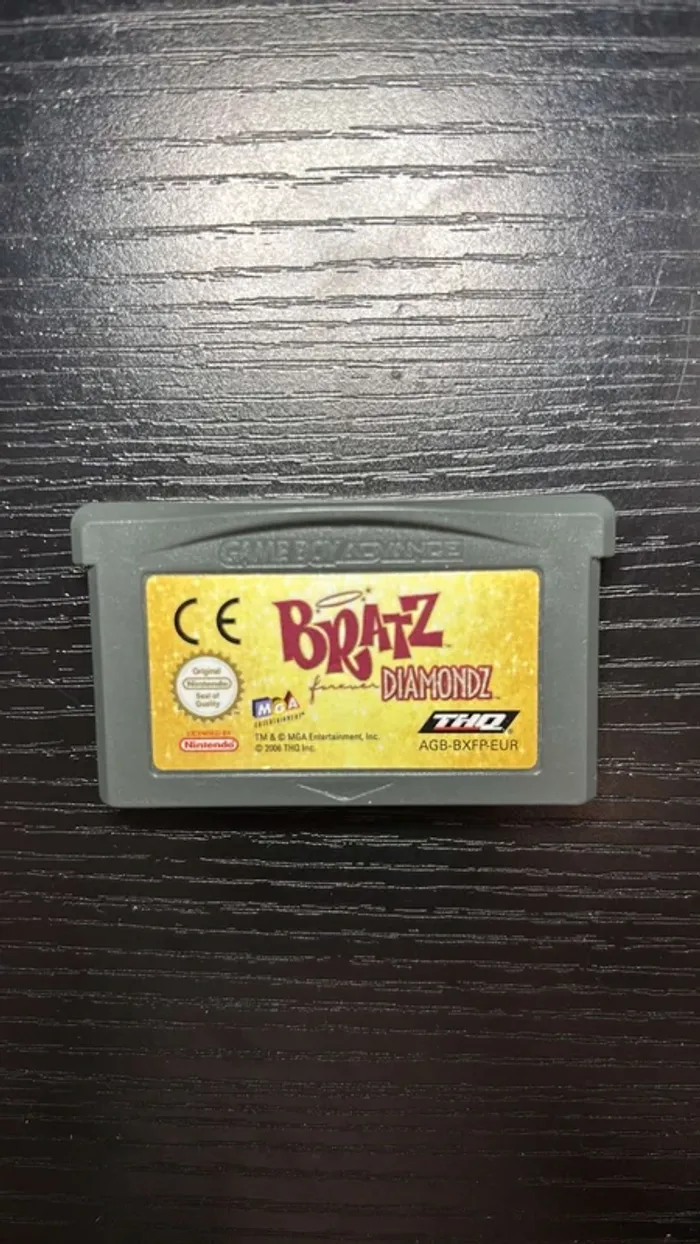 GAME BOY ADVANCE
CE
BRATZ
forever DIAMONDZ
Original
Nintendo
Seal of
Quality
LICENSED BY
Nintendo
MGA
ENTERTAINMENT
TM & © MGA Entertainment, Inc.
© 2006 THQ Inc.
THQ
AGB-BXFP-EUR